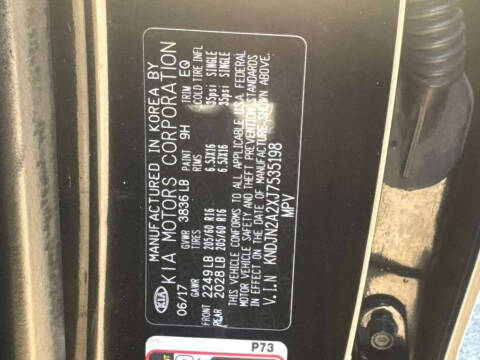 MANUFACTURED IN KOREA BY
KIA KIA MOTORS CORPORATION
06/17 GVWR 3836 LB PAINT 9H TRIM EQ
GAWR TIRES RIMS COLD TIRE INFL
FRONT 2249 LB 205/60 R16 6.5JX16 35psi SINGLE
REAR 2028 LB 205/60 R16 6.5JX16 35psi SINGLE
THIS VEHICLE CONFORMS TO ALL APPLICABLE U.S.A FEDERAL
MOTOR VEHICLE SAFETY AND THEFT PREVENTION STANDARDS
IN EFFECT ON THE DATE OF MANUFACTURE SHOWN ABOVE.
V.I.N KNDJN2A2XJ7535198
MPV
P73